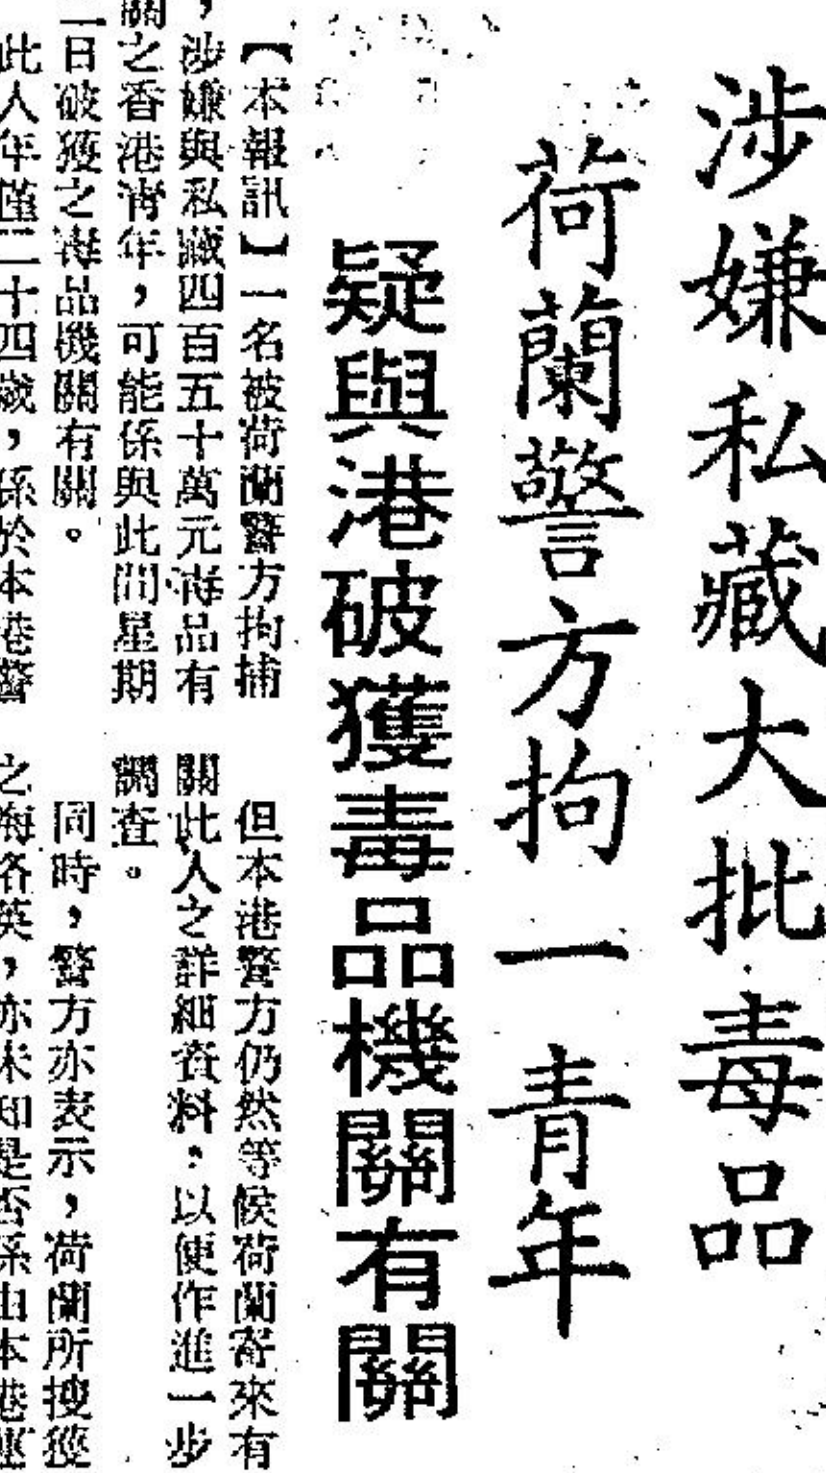 涉嫌私藏大批毒品
荷蘭警方拘一青年
疑與港破獲毒品機關有關
【本報訊】一名被荷蘭警方拘捕
，涉嫌與私藏四百五十萬元毒品有
關之香港青年，可能係與此間星期
一日破獲之毒品機關有關。
此人年僅二十四歲，係於本港警
但本港警方仍然等候荷蘭寄來有
關此人之詳細資料，以便作進一步
調查。
同時，警方亦表示，荷蘭所搜獲
之海洛英，亦未知是否係由本港運